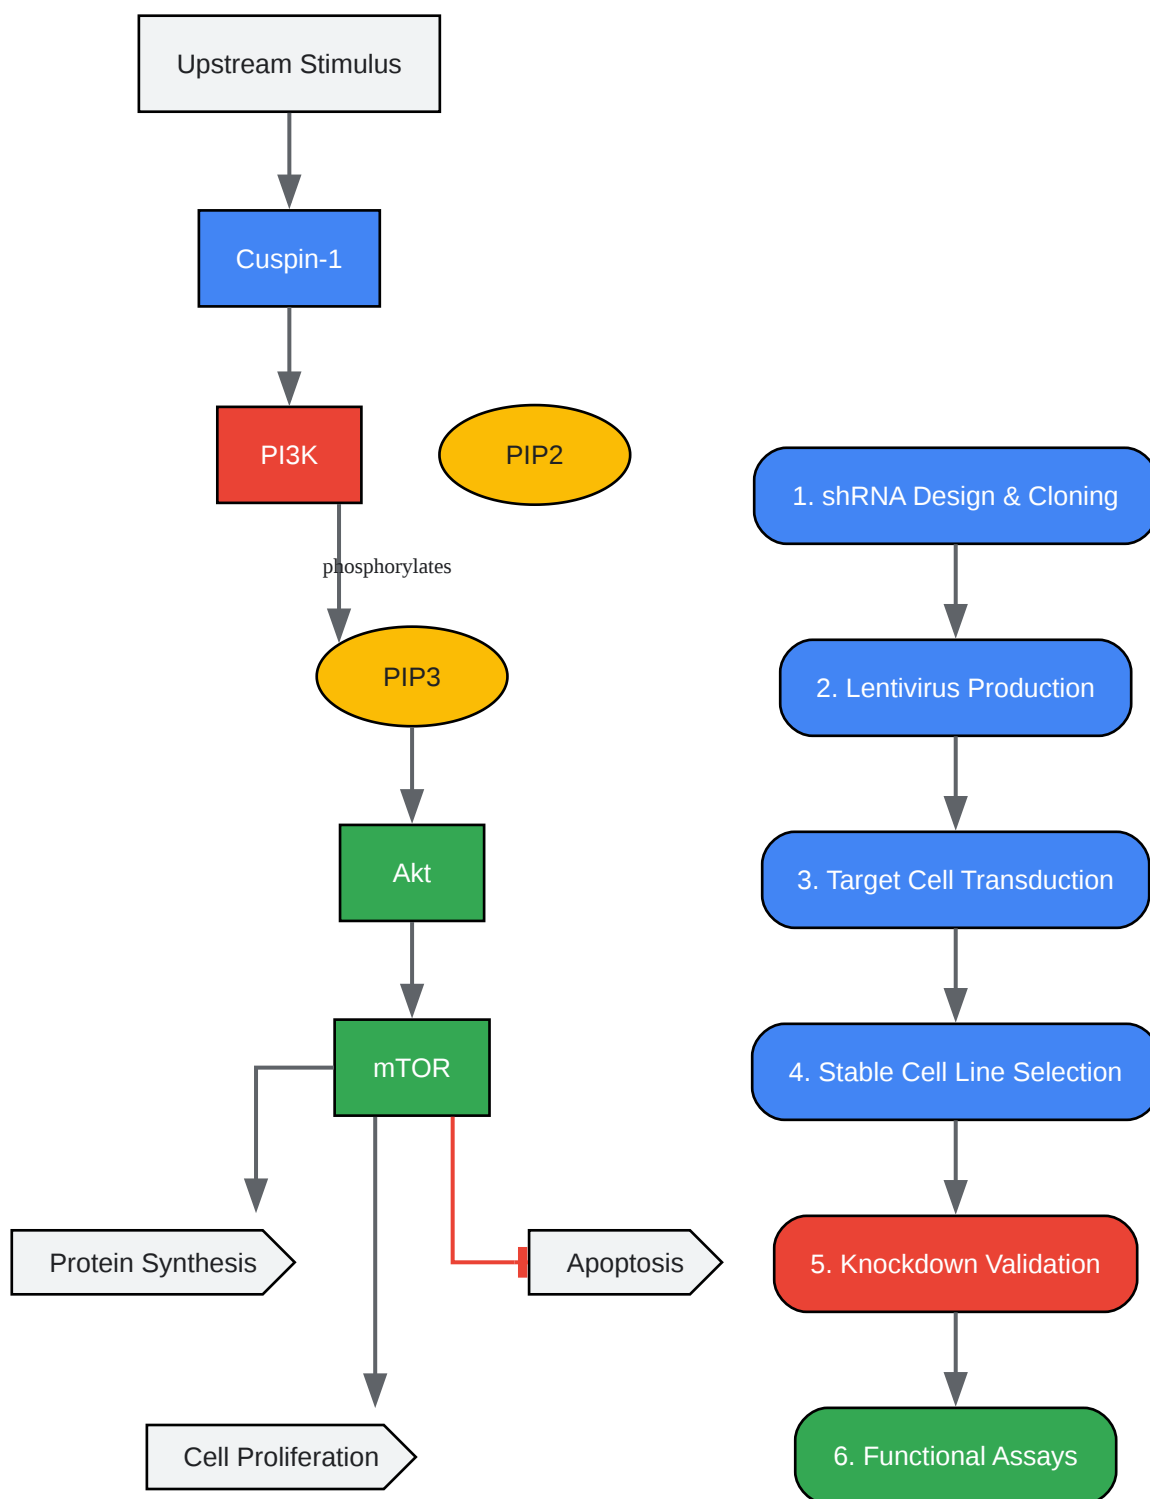 Upstream Stimulus
Cuspin-1
PI3K
PIP2
phosphorylates
PIP3
Akt
mTOR
Protein Synthesis
Apoptosis
Cell Proliferation
1. shRNA Design & Cloning
2. Lentivirus Production
3. Target Cell Transduction
4. Stable Cell Line Selection
5. Knockdown Validation
6. Functional Assays